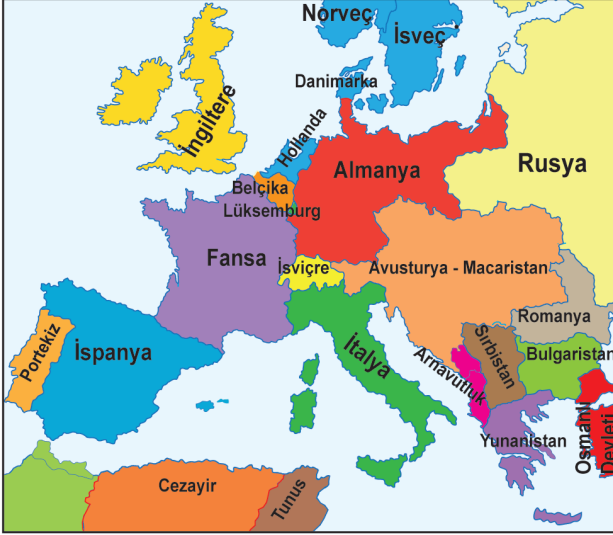 Norveç
İsveç
Danimarka
İngiltere
Hollanda
Almanya
Rusya
Belçika
Lüksemburg
Fansa
İsviçre
Avusturya - Macaristan
Romanya
Portekiz
İspanya
İtalya
Arnavutluk
Sırbistan
Bulgaristan
Yunanistan
Osmanlı
Devleti
Cezayir
Tunus